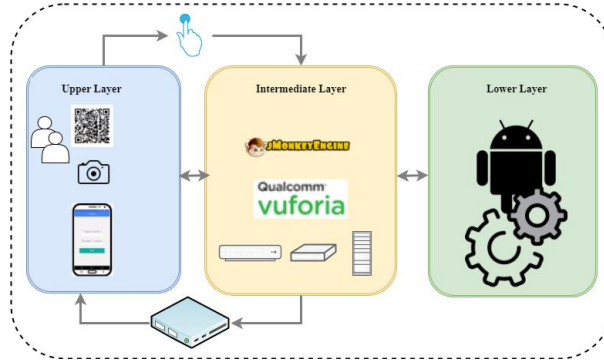 Upper Layer
Intermediate Layer
Lower Layer
jMonkeyEngine
Qualcomm
vuforia